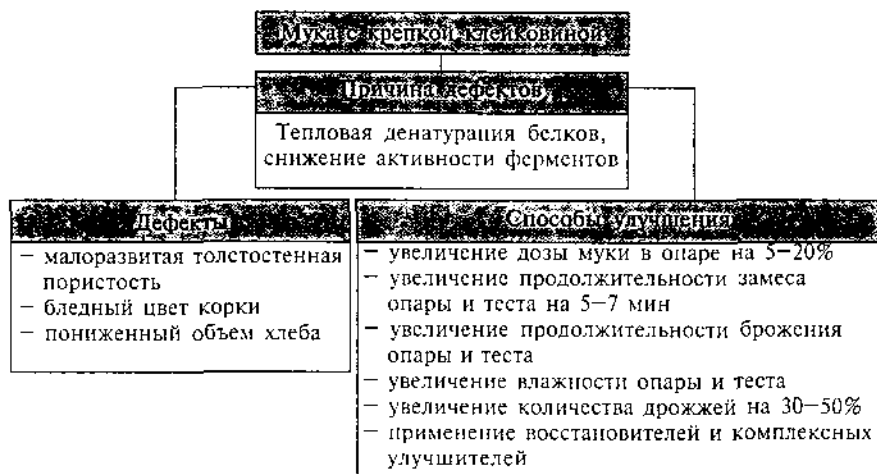 Мука с крепкой клейковиной
Причина дефектов
Тепловая денатурация белков,
снижение активности ферментов
Дефекты
– малоразвитая толстостенная
пористость
– бледный цвет корки
– пониженный объем хлеба
Способы улучшения
– увеличение дозы муки в опаре на 5–20%
– увеличение продолжительности замеса
опары и теста на 5–7 мин
– увеличение продолжительности брожения
опары и теста
– увеличение влажности опары и теста
– увеличение количества дрожжей на 30–50%
– применение восстановителей и комплексных
улучшителей